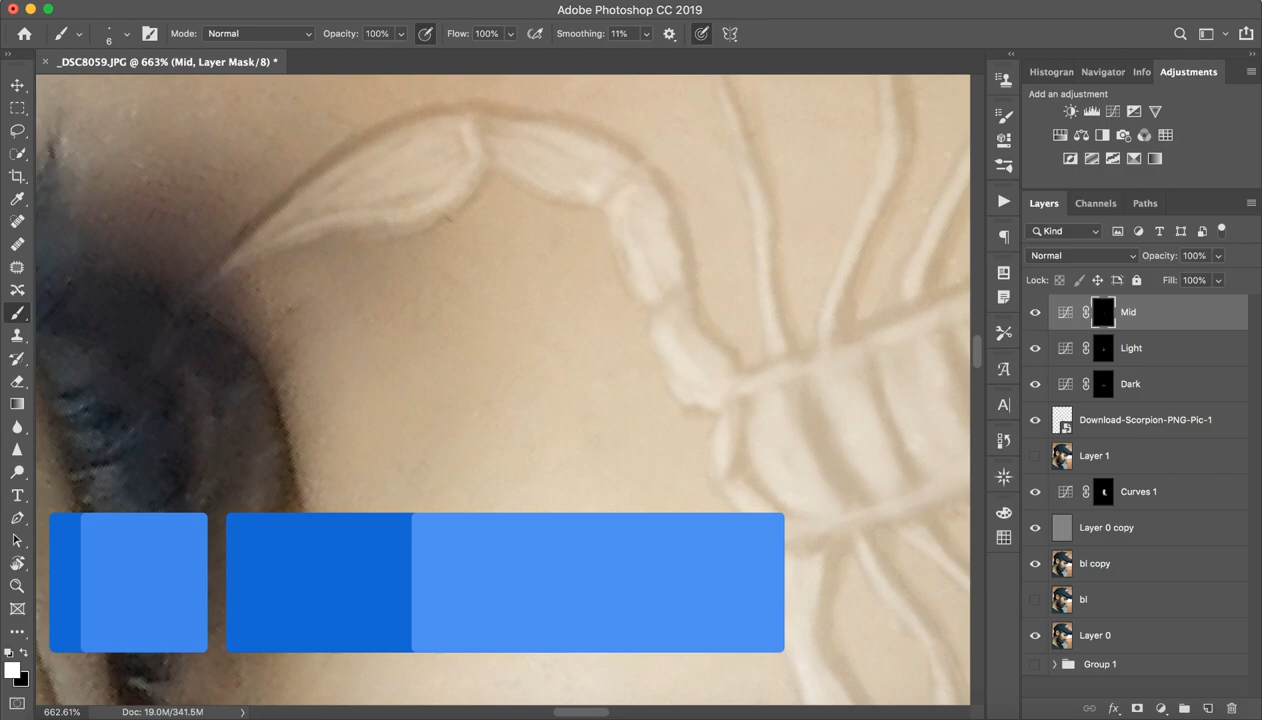 Adobe Photoshop CC 2019
6
Mode: Normal
Opacity: 100%
Flow: 100%
Smoothing: 11%
_DSC8059.JPG @ 663% (Mid, Layer Mask/8) *
Histogran
Navigator
Info
Adjustments
Add an adjustment
Layers
Channels
Paths
Kind
Normal
Opacity: 100%
Lock:
Fill: 100%
Mid
Light
Dark
Download-Scorpion-PNG-Pic-1
Layer 1
Curves 1
Layer 0 copy
bl copy
bl
Layer 0
Group 1
662.61%
Doc: 19.0M/341.5M